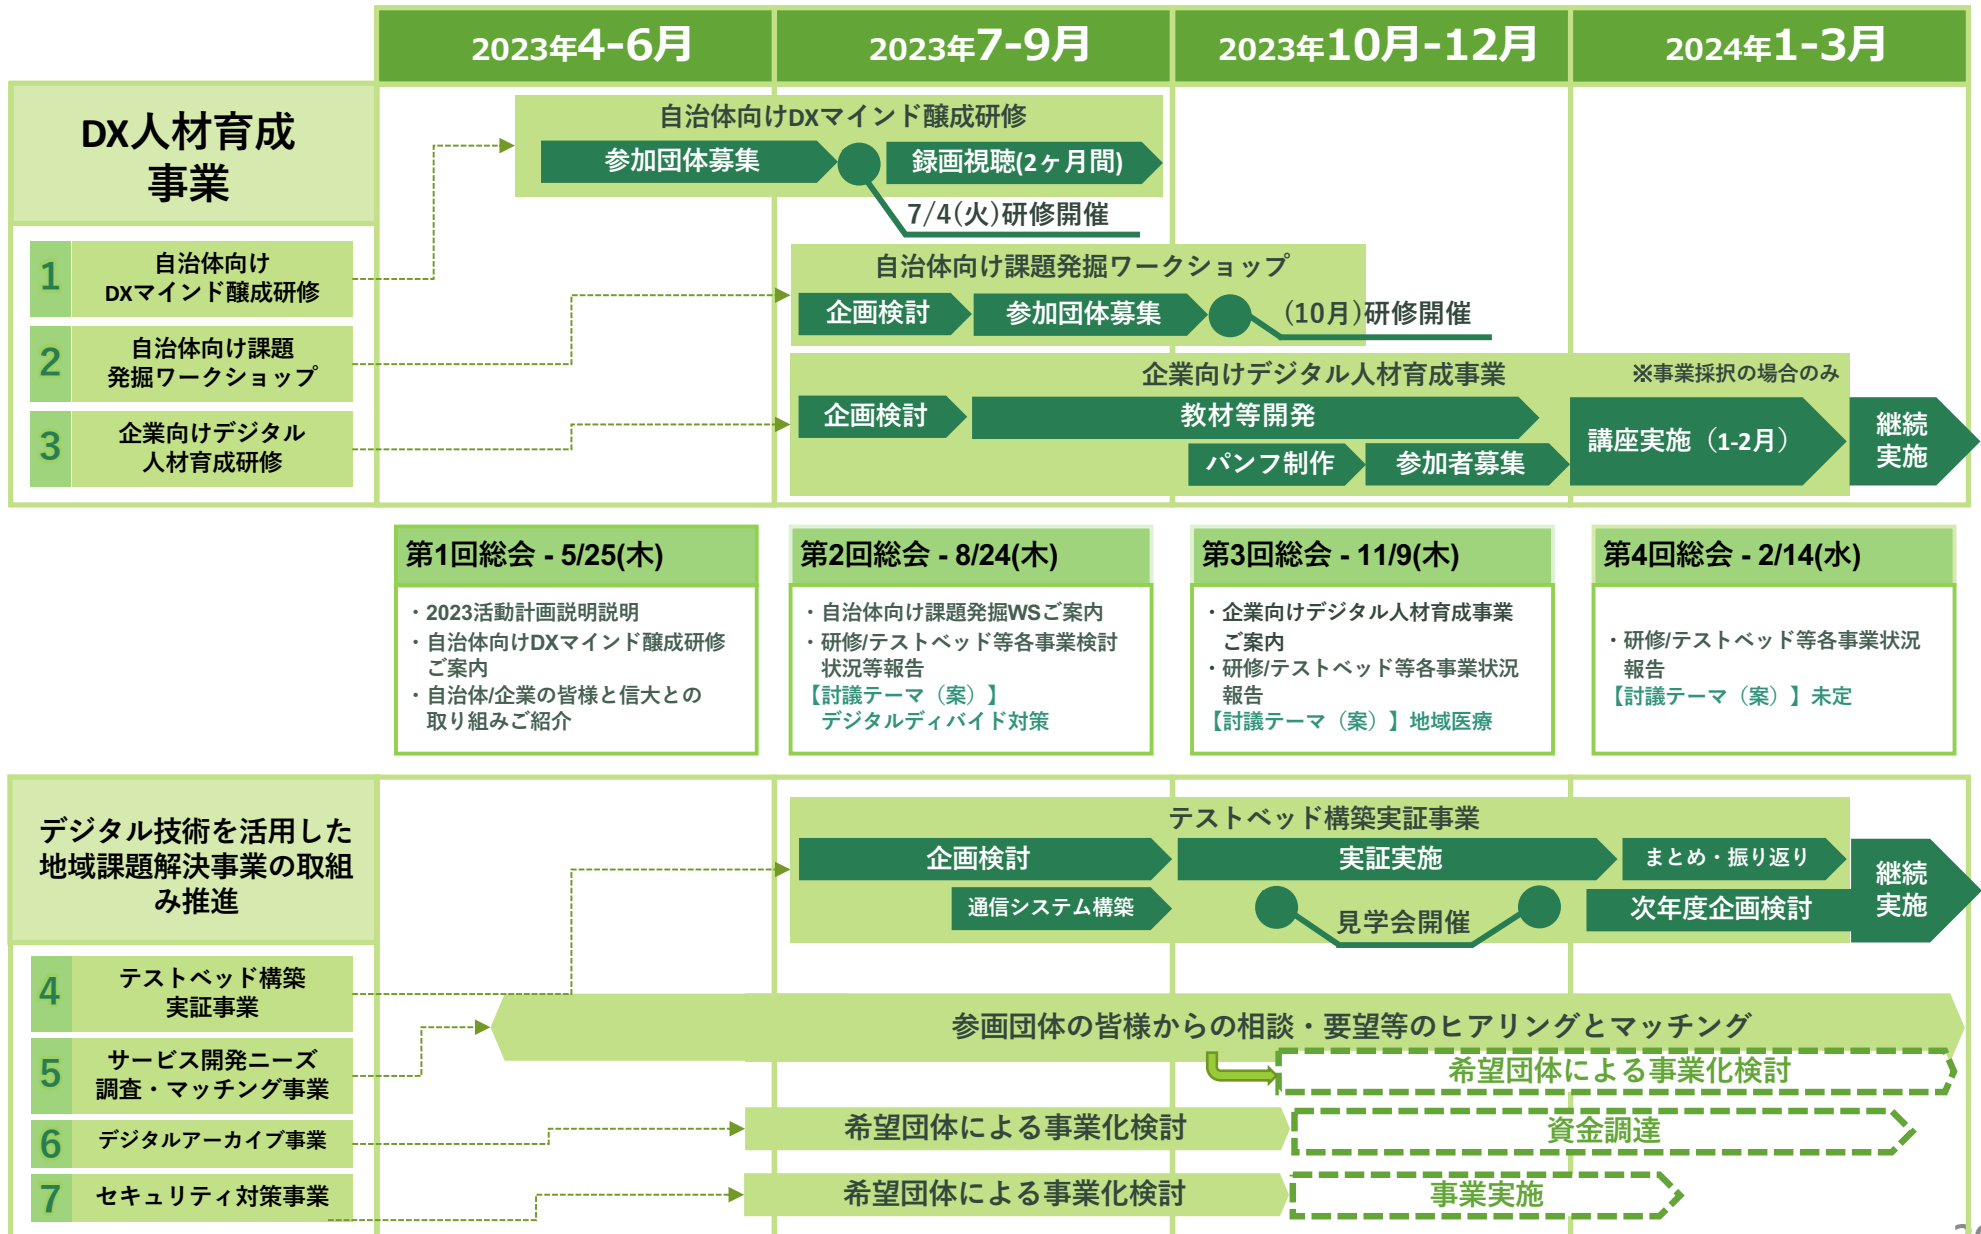 2023年4-6月
2023年7-9月
2023年10月-12月
2024年1-3月
DX人材育成
事業
1
自治体向け
DXマインド醸成研修
2
自治体向け課題
発掘ワークショップ
3
企業向けデジタル
人材育成研修
自治体向けDXマインド醸成研修
参加団体募集
録画視聴(2ヶ月間)
7/4(火)研修開催
自治体向け課題発掘ワークショップ
企画検討
参加団体募集
(10月)研修開催
企業向けデジタル人材育成事業
※事業採択の場合のみ
企画検討
教材等開発
パンフ制作
参加者募集
講座実施（1-2月）
継続
実施
第1回総会 - 5/25(木)
・2023活動計画説明説明
・自治体向けDXマインド醸成研修
ご案内
・自治体/企業の皆様と信大との
取り組みご紹介
第2回総会 - 8/24(木)
・自治体向け課題発掘WSご案内
・研修/テストベッド等各事業検討
状況等報告
【討議テーマ（案）】
デジタルディバイド対策
第3回総会 - 11/9(木)
・企業向けデジタル人材育成事業
ご案内
・研修/テストベッド等各事業状況
報告
【討議テーマ（案）】地域医療
第4回総会 - 2/14(水)
・研修/テストベッド等各事業状況
報告
【討議テーマ（案）】未定
デジタル技術を活用した
地域課題解決事業の取組
み推進
4
テストベッド構築
実証事業
5
サービス開発ニーズ
調査・マッチング事業
6
デジタルアーカイブ事業
7
セキュリティ対策事業
テストベッド構築実証事業
企画検討
実証実施
まとめ・振り返り
通信システム構築
見学会開催
次年度企画検討
継続
実施
参画団体の皆様からの相談・要望等のヒアリングとマッチング
希望団体による事業化検討
希望団体による事業化検討
資金調達
希望団体による事業化検討
事業実施